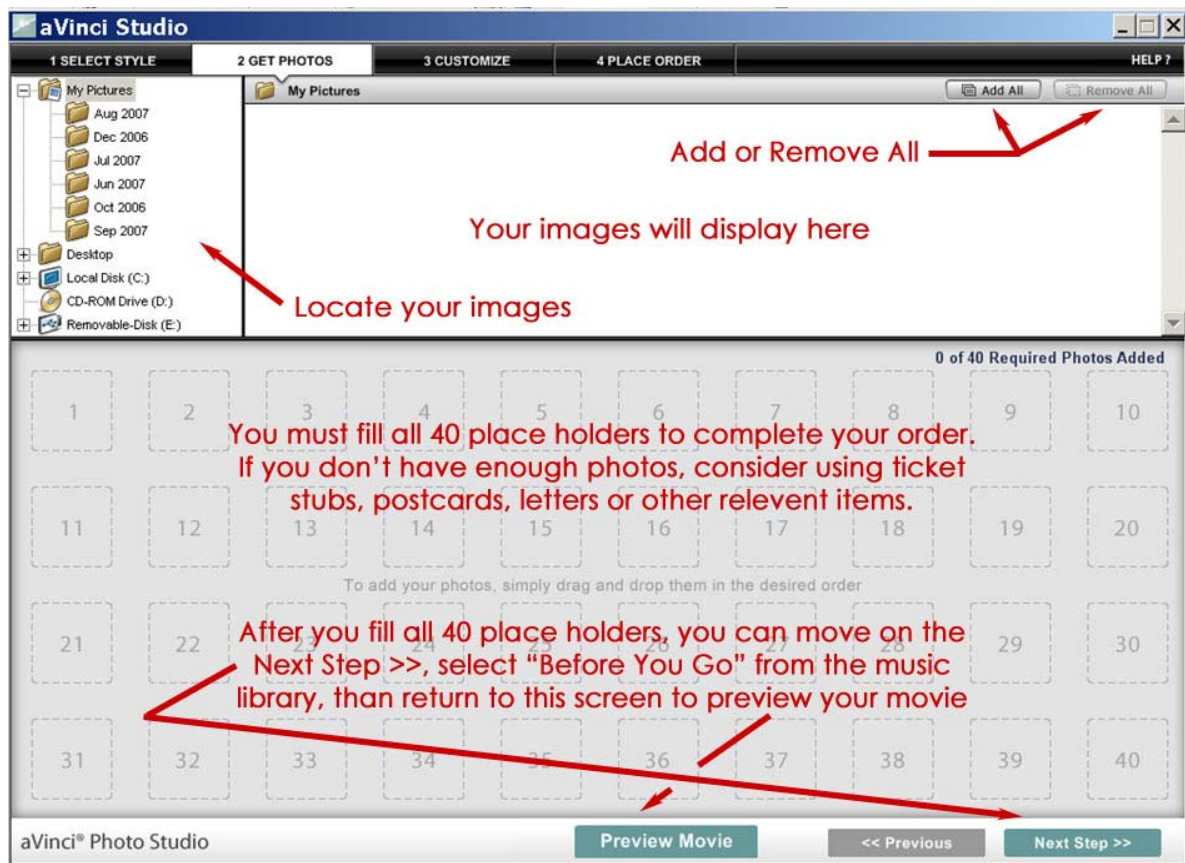 aVinci Studio
1 SELECT STYLE 2 GET PHOTOS 3 CUSTOMIZE 4 PLACE ORDER HELP ?
My Pictures
Aug 2007
Dec 2006
Jul 2007
Jun 2007
Oct 2006
Sep 2007
Desktop
Local Disk (C:)
CD-ROM Drive (D:)
Removable-Disk (E:)
My Pictures Add All Remove All
Add or Remove All
Your images will display here
Locate your images
0 of 40 Required Photos Added
1 2 3 4 5 6 7 8 9 10
You must fill all 40 place holders to complete your order.
If you don't have enough photos, consider using ticket
stubs, postcards, letters or other relevent items.
11 12 13 14 15 16 17 18 19 20
To add your photos, simply drag and drop them in the desired order
21 22 23 24 25 26 27 28 29 30
After you fill all 40 place holders, you can move on the
Next Step >>, select “Before You Go” from the music
library, than return to this screen to preview your movie
31 32 33 34 35 36 37 38 39 40
aVinci® Photo Studio Preview Movie << Previous Next Step >>